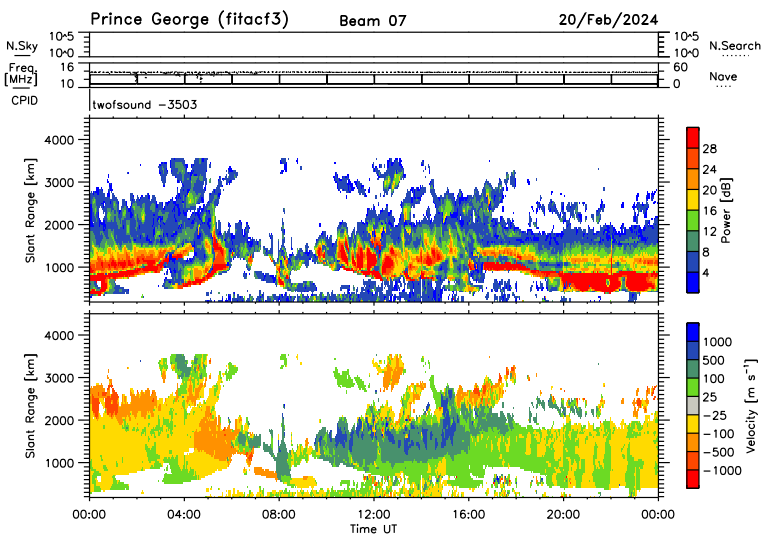 Prince George (fitacf3) Beam 07 20/Feb/2024
N.Sky 10^5 10^0 10^5 10^0 N.Search
Freq. [MHz] 16 10 60 0 Nave
CPID twofsound -3503
Slant Range [km] 4000 3000 2000 1000
28 24 20 16 12 8 4 Power [dB]
Slant Range [km] 4000 3000 2000 1000
1000 500 100 25 -25 -100 -500 -1000 Velocity [m s^-1]
00:00 04:00 08:00 12:00 16:00 20:00 00:00
Time UT